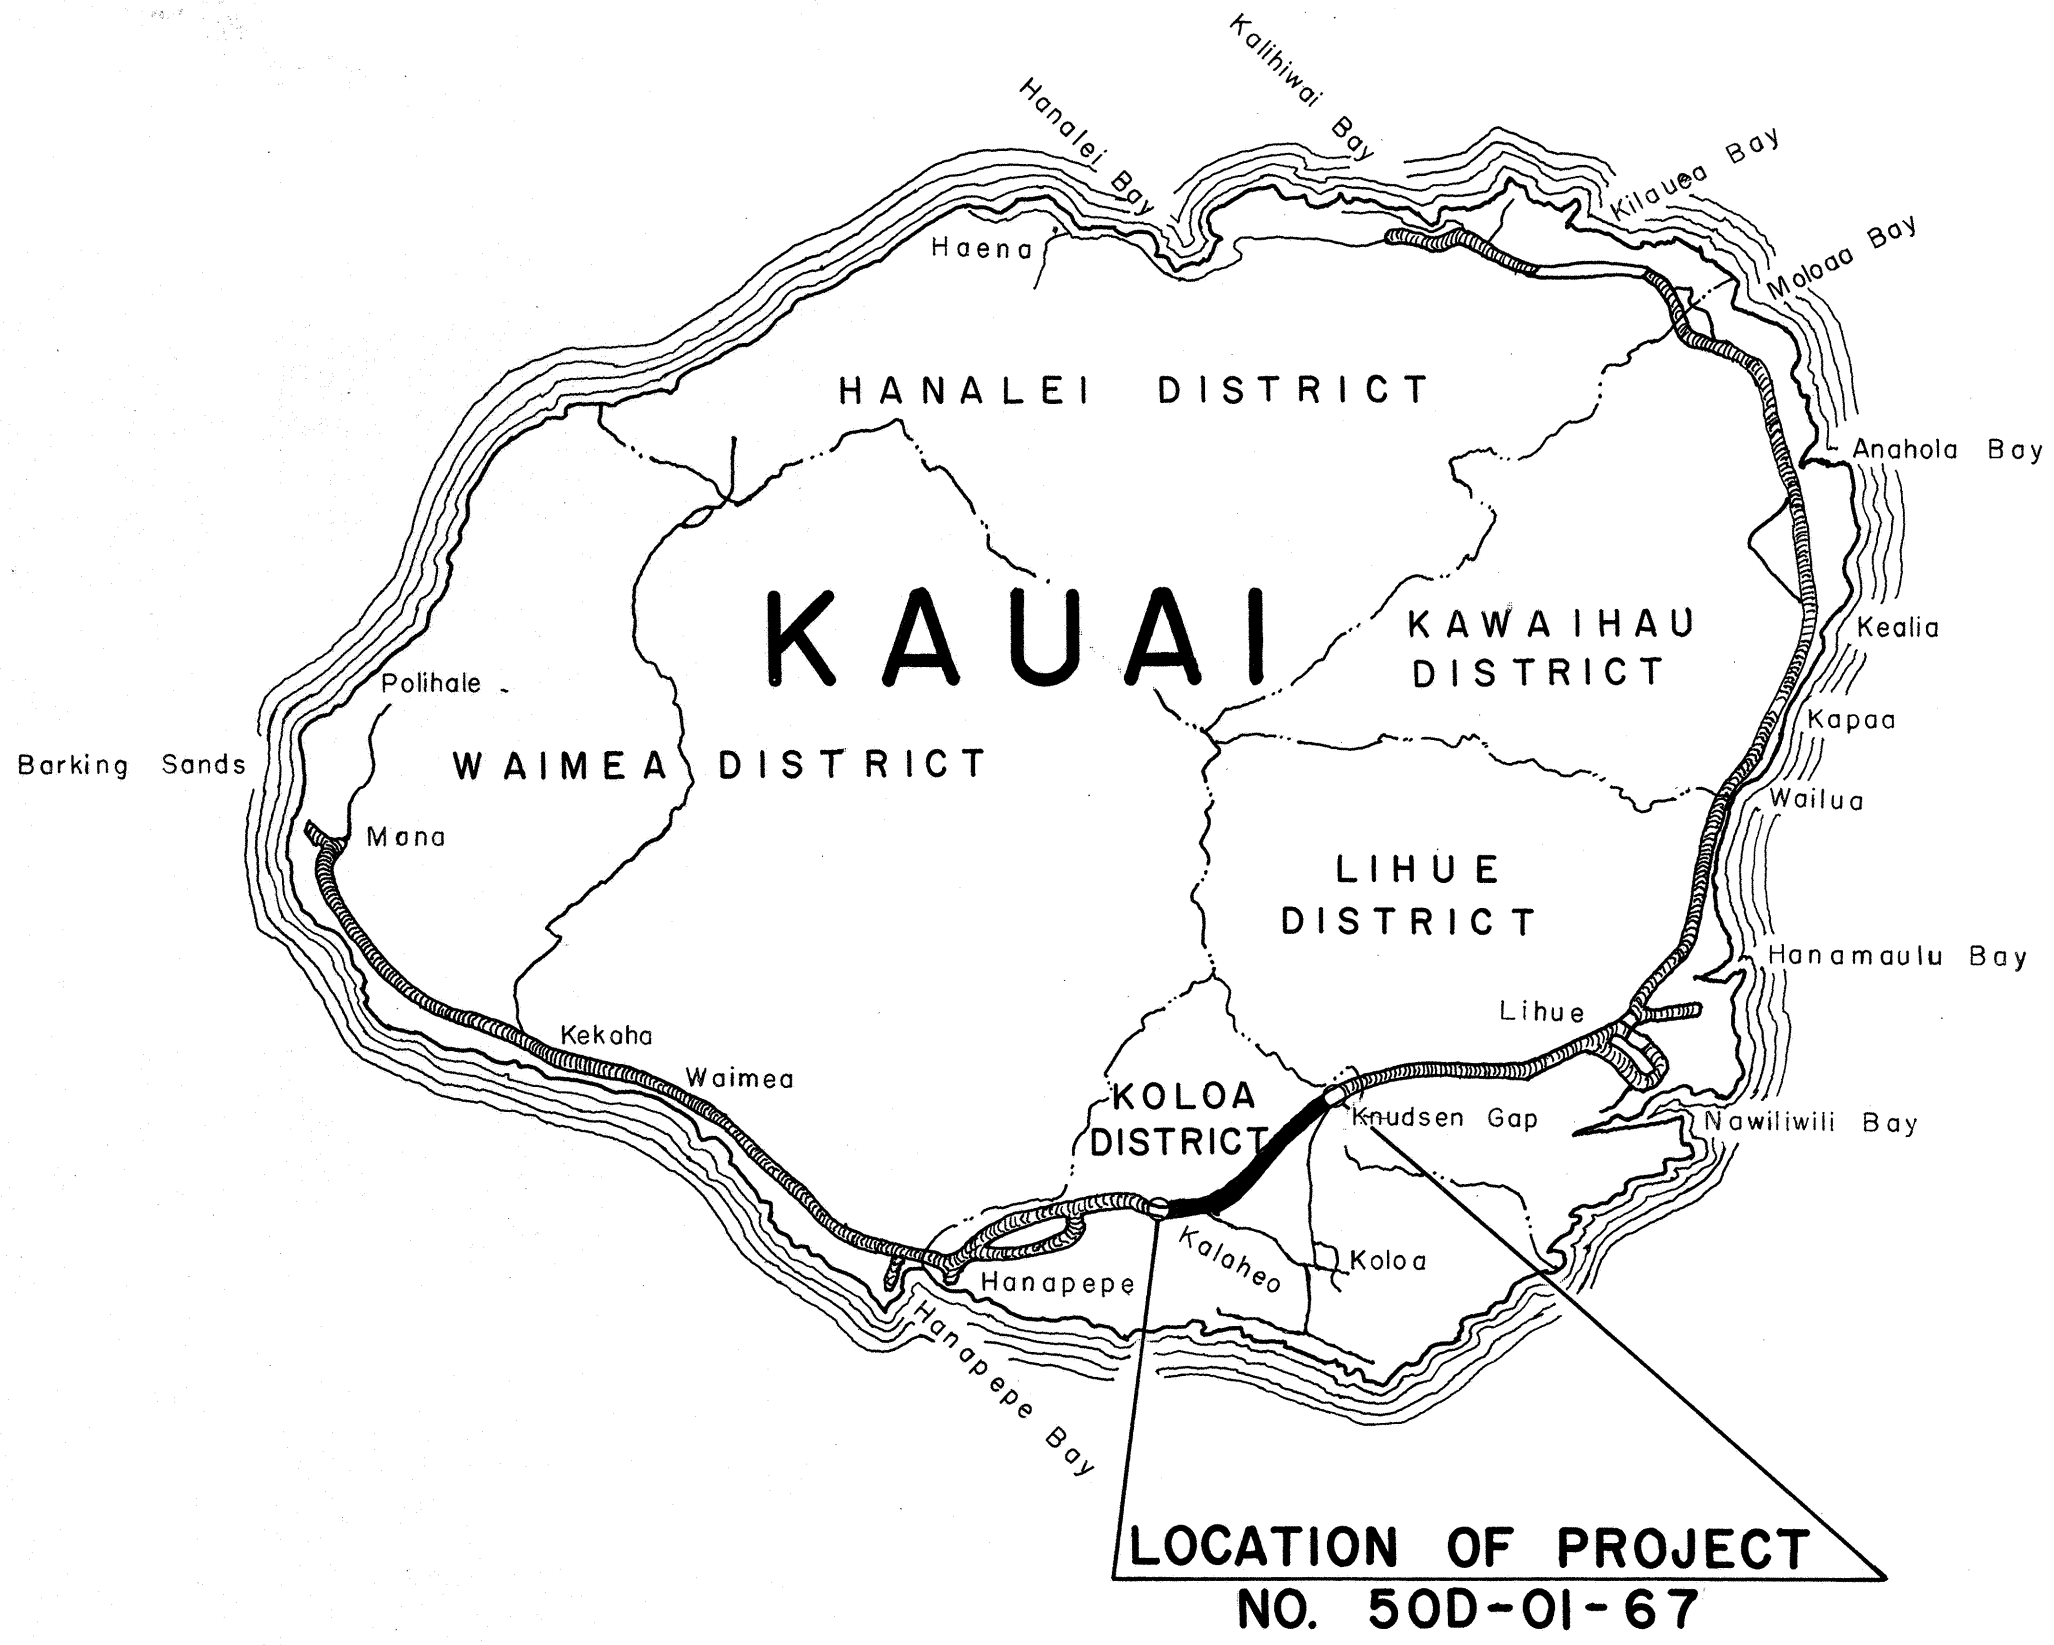 Kalihiwai Bay
Hanalei Bay
Kilauea Bay
Moloaa Bay
Haena
HANALEI DISTRICT
Anahola Bay
KAUAI
KAWAIHAU
DISTRICT
Kealia
Polihale
Kapaa
Barking Sands
WAIMEA DISTRICT
Wailua
Mana
LIHUE
DISTRICT
Hanamaulu Bay
Lihue
Kekaha
Waimea
KOLOA
DISTRICT
Knudsen Gap
Nawiliwili Bay
Kalaheo
Koloa
Hanapepe
Hanapepe Bay
LOCATION OF PROJECT
NO. 50D-01-67